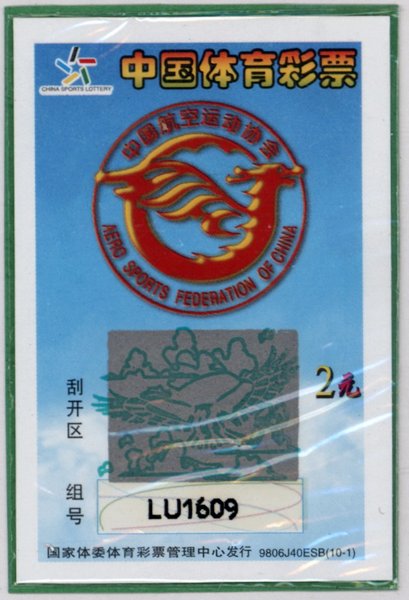 CHINA SPORTS LOTTERY
中国体育彩票
中国航空运动协会
AERO SPORTS FEDERATION OF CHINA
2元
刮开区
组号
LU1609
国家体委体育彩票管理中心发行 9806J40ESB(10-1)